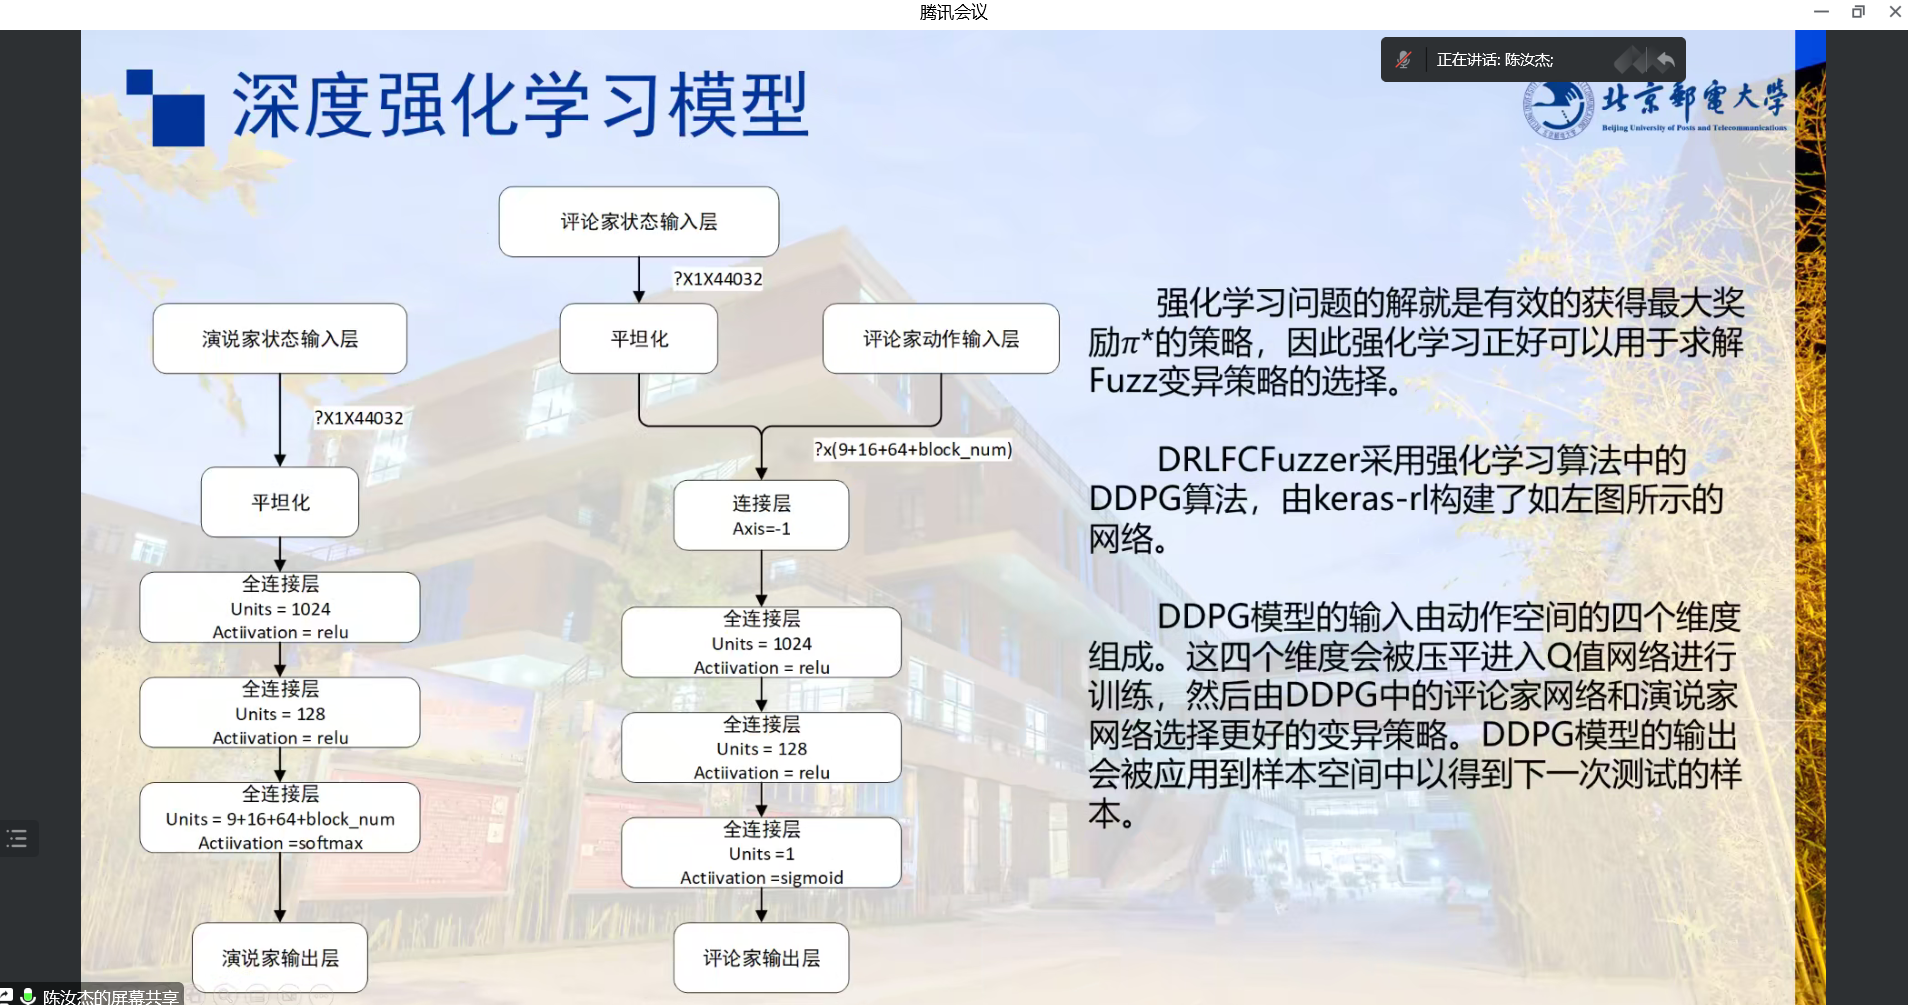 腾讯会议
正在讲话: 陈汝杰;
深度强化学习模型
北京邮电大学
Beijing University of Posts and Telecommunications
评论家状态输入层
?X1X44032
演说家状态输入层
平坦化
评论家动作输入层
?X1X44032
?x(9+16+64+block_num)
平坦化
连接层
Axis=-1
全连接层
Units = 1024
Actiivation = relu
全连接层
Units = 1024
Actiivation = relu
全连接层
Units = 128
Actiivation = relu
全连接层
Units = 128
Actiivation = relu
全连接层
Units = 9+16+64+block_num
Actiivation =softmax
全连接层
Units =1
Actiivation =sigmoid
演说家输出层
评论家输出层
强化学习问题的解就是有效的获得最大奖
励π*的策略，因此强化学习正好可以用于求解
Fuzz变异策略的选择。
DRLFCFuzzer采用强化学习算法中的
DDPG算法，由keras-rl构建了如左图所示的
网络。
DDPG模型的输入由动作空间的四个维度
组成。这四个维度会被压平进入Q值网络进行
训练，然后由DDPG中的评论家网络和演说家
网络选择更好的变异策略。DDPG模型的输出
会被应用到样本空间中以得到下一次测试的样
本。
陈汝杰的屏幕共享